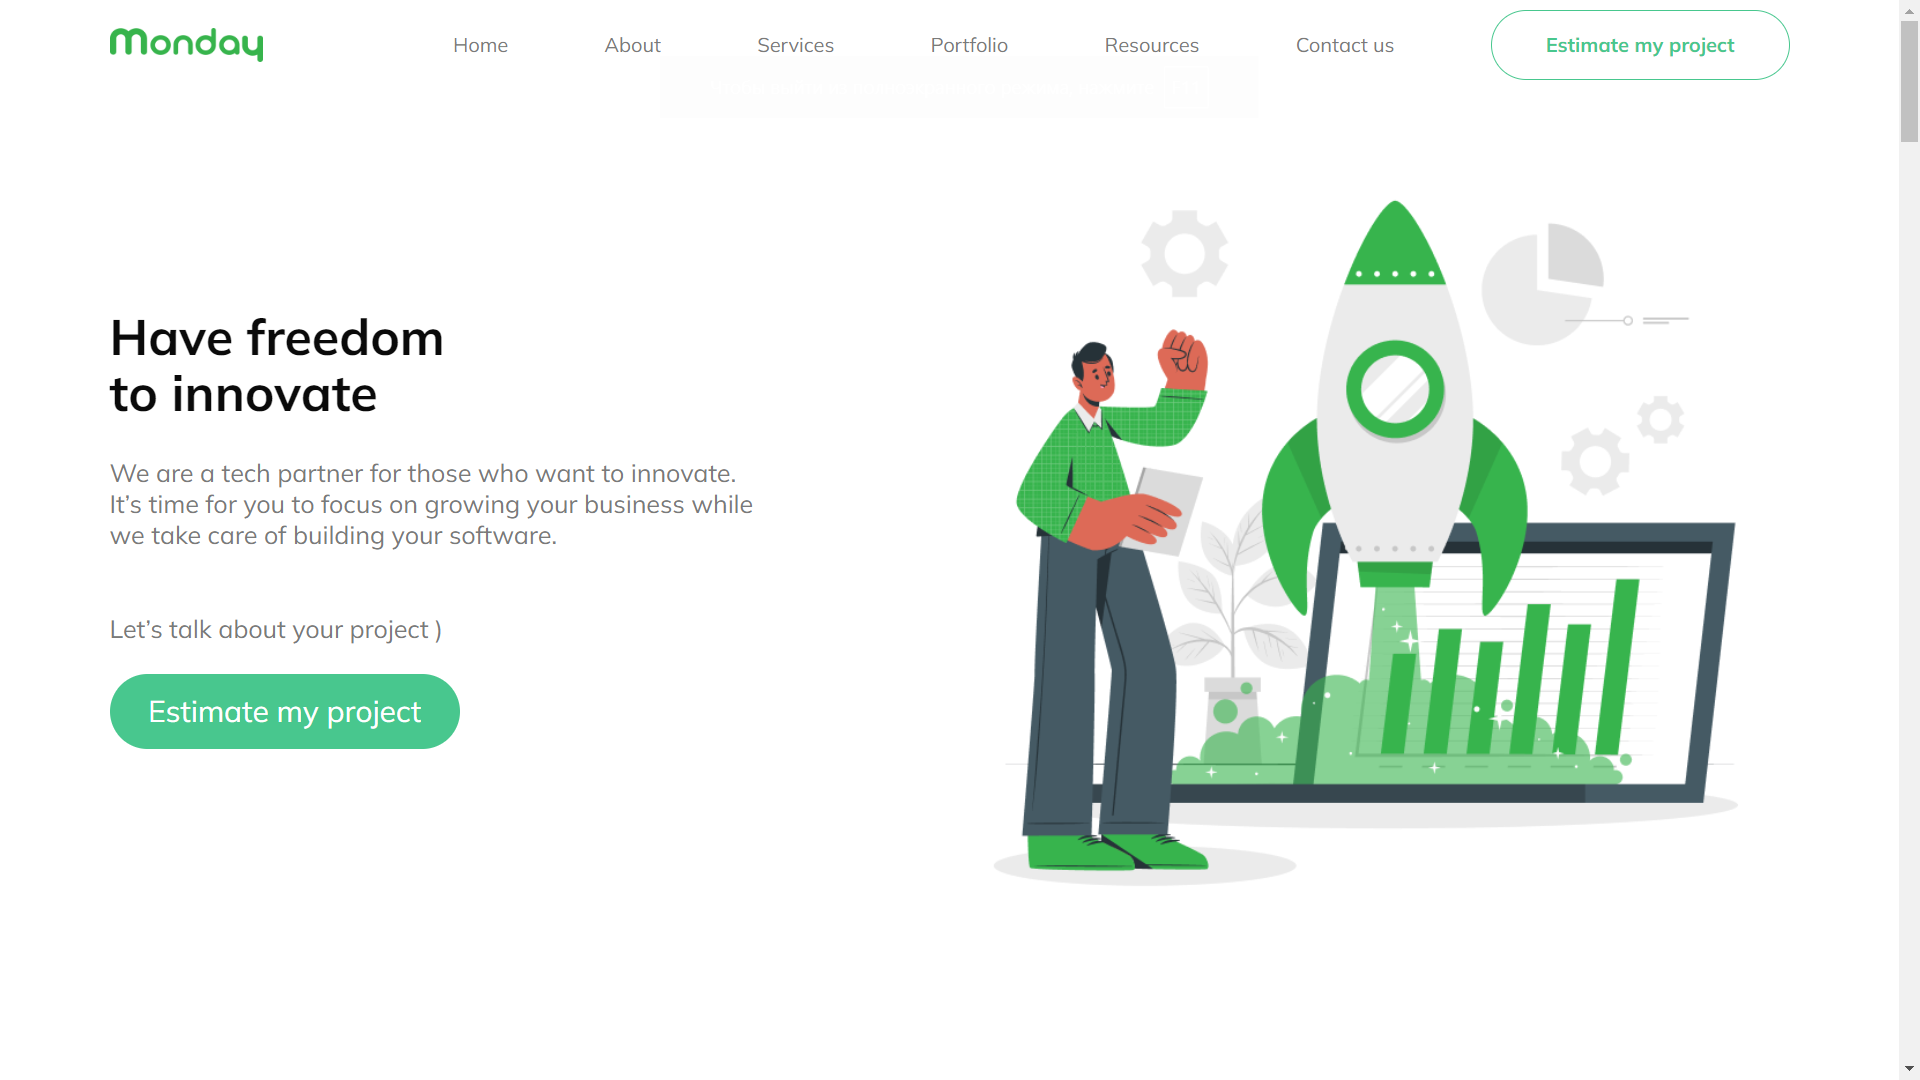 Monday
Home
About
Services
Portfolio
Resources
Contact us
Estimate my project
Have freedom
to innovate
We are a tech partner for those who want to innovate.
It’s time for you to focus on growing your business while
we take care of building your software.
Let’s talk about your project )
Estimate my project